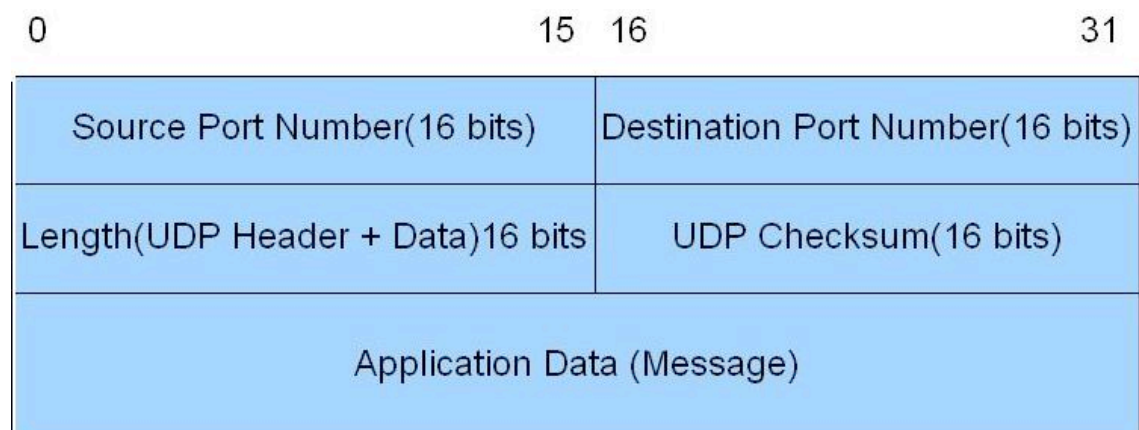 0 15 16 31
Source Port Number(16 bits) Destination Port Number(16 bits)
Length(UDP Header + Data)16 bits UDP Checksum(16 bits)
Application Data (Message)